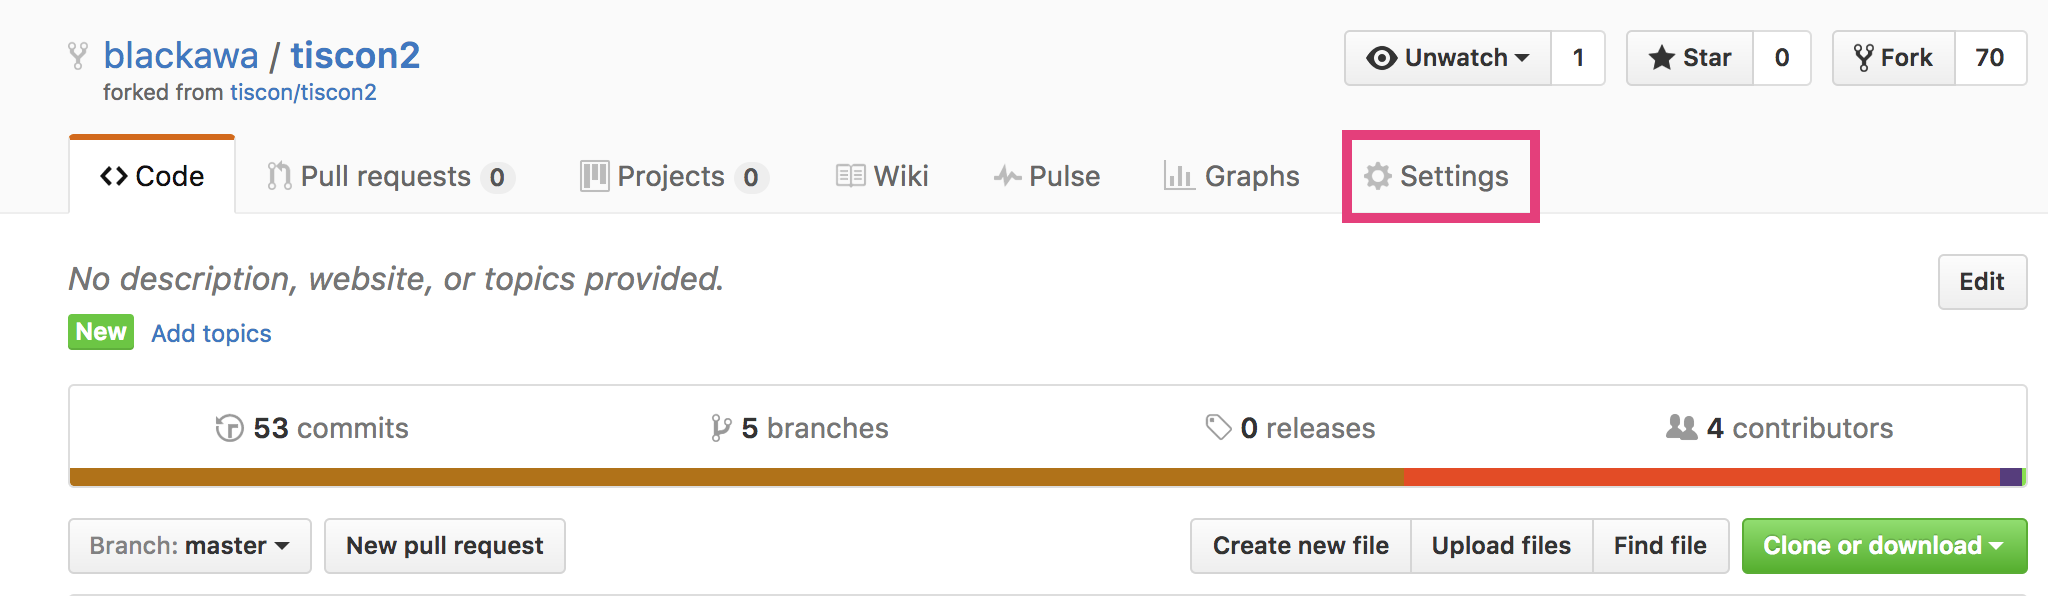 blackawa / tiscon2
forked from tiscon/tiscon2
Unwatch 1 Star 0 Fork 70
Code Pull requests 0 Projects 0 Wiki Pulse Graphs Settings
No description, website, or topics provided.
Edit
New Add topics
53 commits 5 branches 0 releases 4 contributors
Branch: master New pull request Create new file Upload files Find file Clone or download